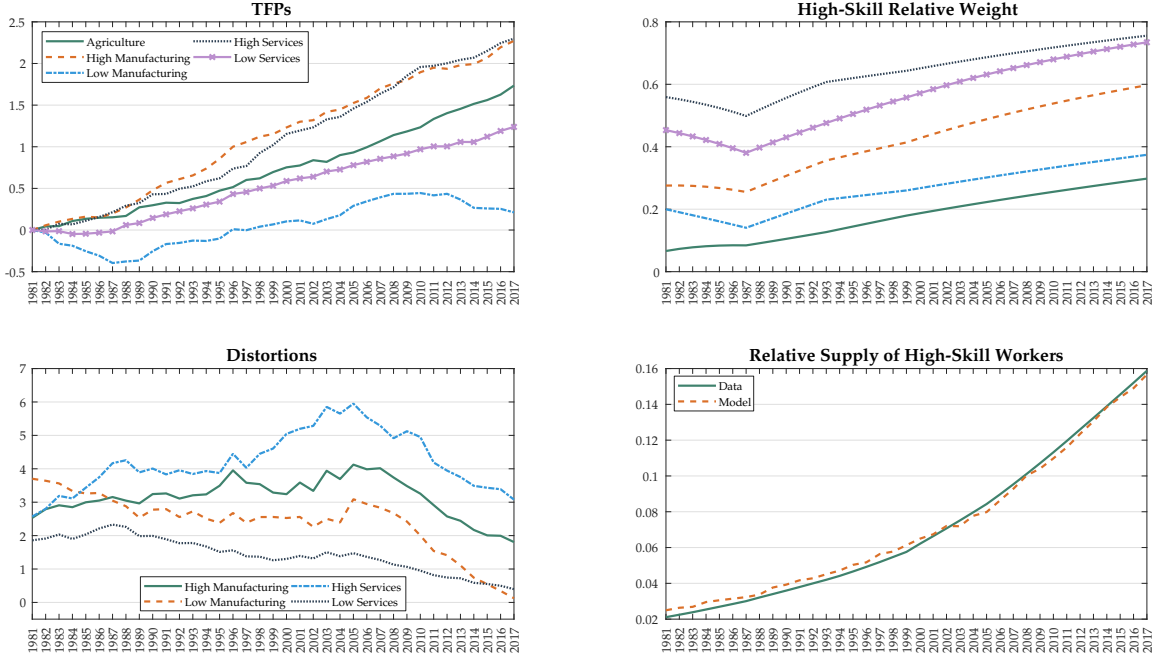 TFPs
2.5
2
1.5
1
0.5
0
-0.5
Agriculture
High Manufacturing
Low Manufacturing
High Services
Low Services
1981 1982 1983 1984 1985 1986 1987 1988 1989 1990 1991 1992 1993 1994 1995 1996 1997 1998 1999 2000 2001 2002 2003 2004 2005 2006 2007 2008 2009 2010 2011 2012 2013 2014 2015 2016 2017
High-Skill Relative Weight
0.8
0.6
0.4
0.2
0
1981 1982 1983 1984 1985 1986 1987 1988 1989 1990 1991 1992 1993 1994 1995 1996 1997 1998 1999 2000 2001 2002 2003 2004 2005 2006 2007 2008 2009 2010 2011 2012 2013 2014 2015 2016 2017
Distortions
7
6
5
4
3
2
1
0
High Manufacturing
Low Manufacturing
High Services
Low Services
1981 1982 1983 1984 1985 1986 1987 1988 1989 1990 1991 1992 1993 1994 1995 1996 1997 1998 1999 2000 2001 2002 2003 2004 2005 2006 2007 2008 2009 2010 2011 2012 2013 2014 2015 2016 2017
Relative Supply of High-Skill Workers
0.16
0.14
0.12
0.10
0.08
0.06
0.04
0.02
Data
Model
1981 1982 1983 1984 1985 1986 1987 1988 1989 1990 1991 1992 1993 1994 1995 1996 1997 1998 1999 2000 2001 2002 2003 2004 2005 2006 2007 2008 2009 2010 2011 2012 2013 2014 2015 2016 2017